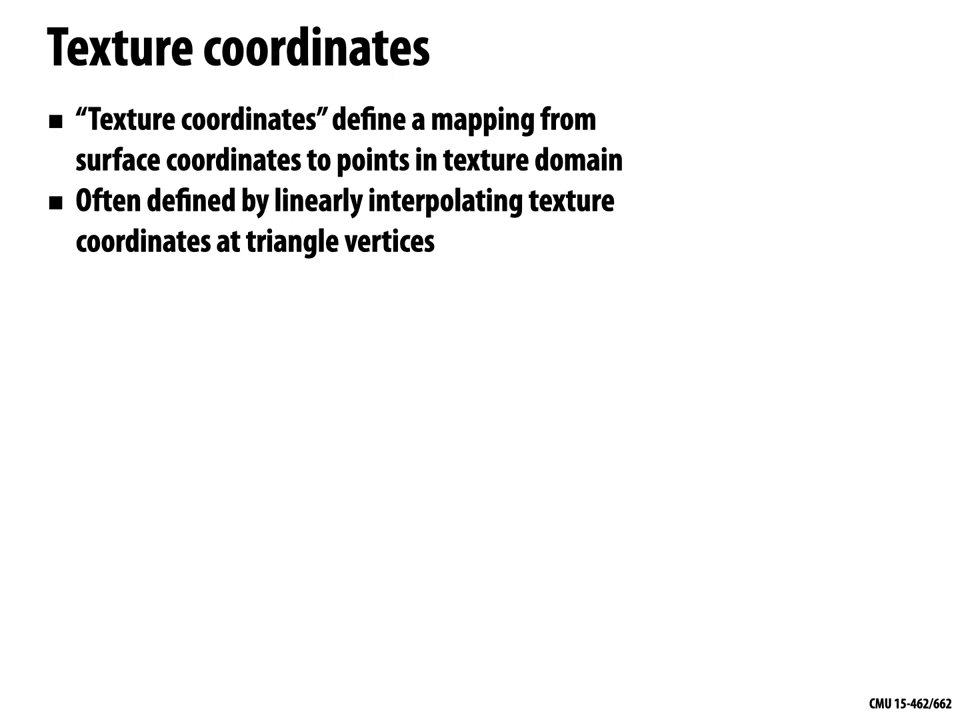 Texture coordinates
■ “Texture coordinates” define a mapping from
surface coordinates to points in texture domain
■ Often defined by linearly interpolating texture
coordinates at triangle vertices
CMU 15-462/662